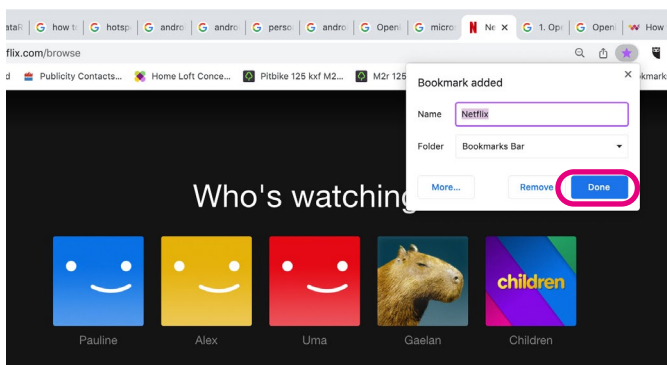 ataR G how t G hotsp G andro G andro G perso G andro G Open G micro N Ne × G 1. Op G Open How
flix.com/browse
d Publicity Contacts... Home Loft Conce... Pitbike 125 kxf M2... M2r 125 okmark
Bookmark added ×
Name Netflix
Folder Bookmarks Bar
More... Remove Done
Who's watching
children
Pauline Alex Uma Gaelan Children